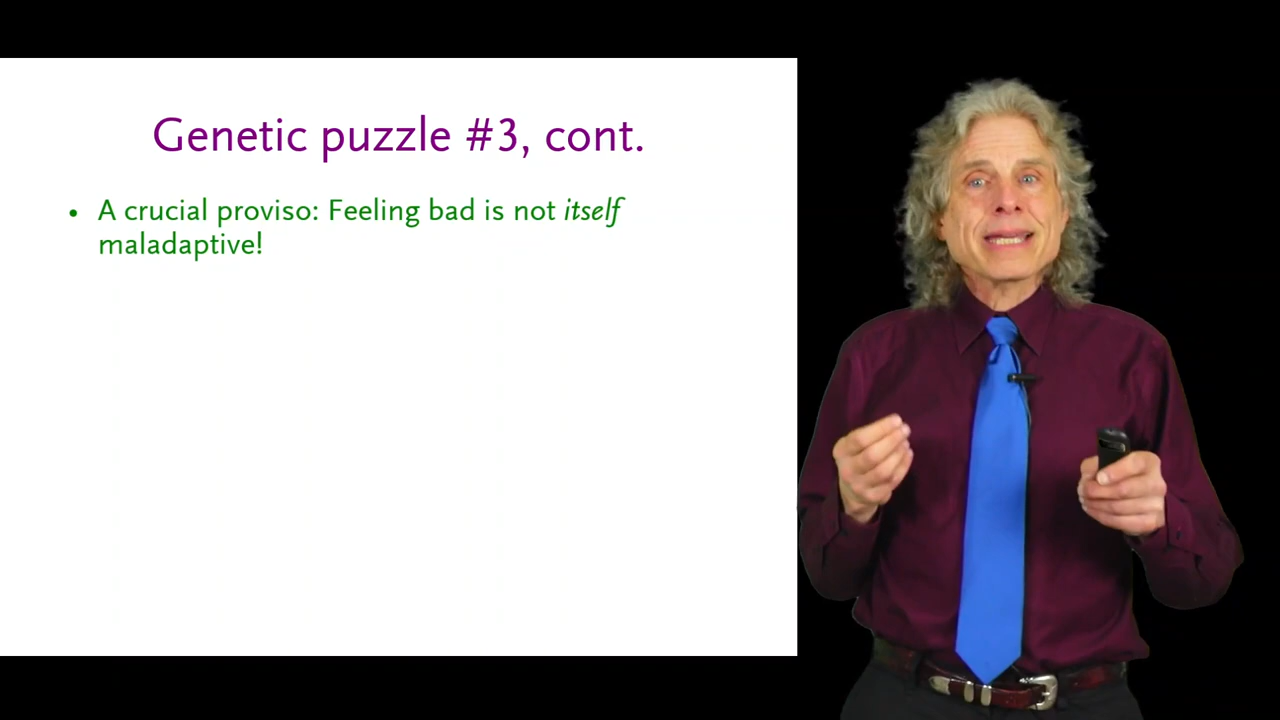 Genetic puzzle #3, cont.
• A crucial proviso: Feeling bad is not itself
maladaptive!